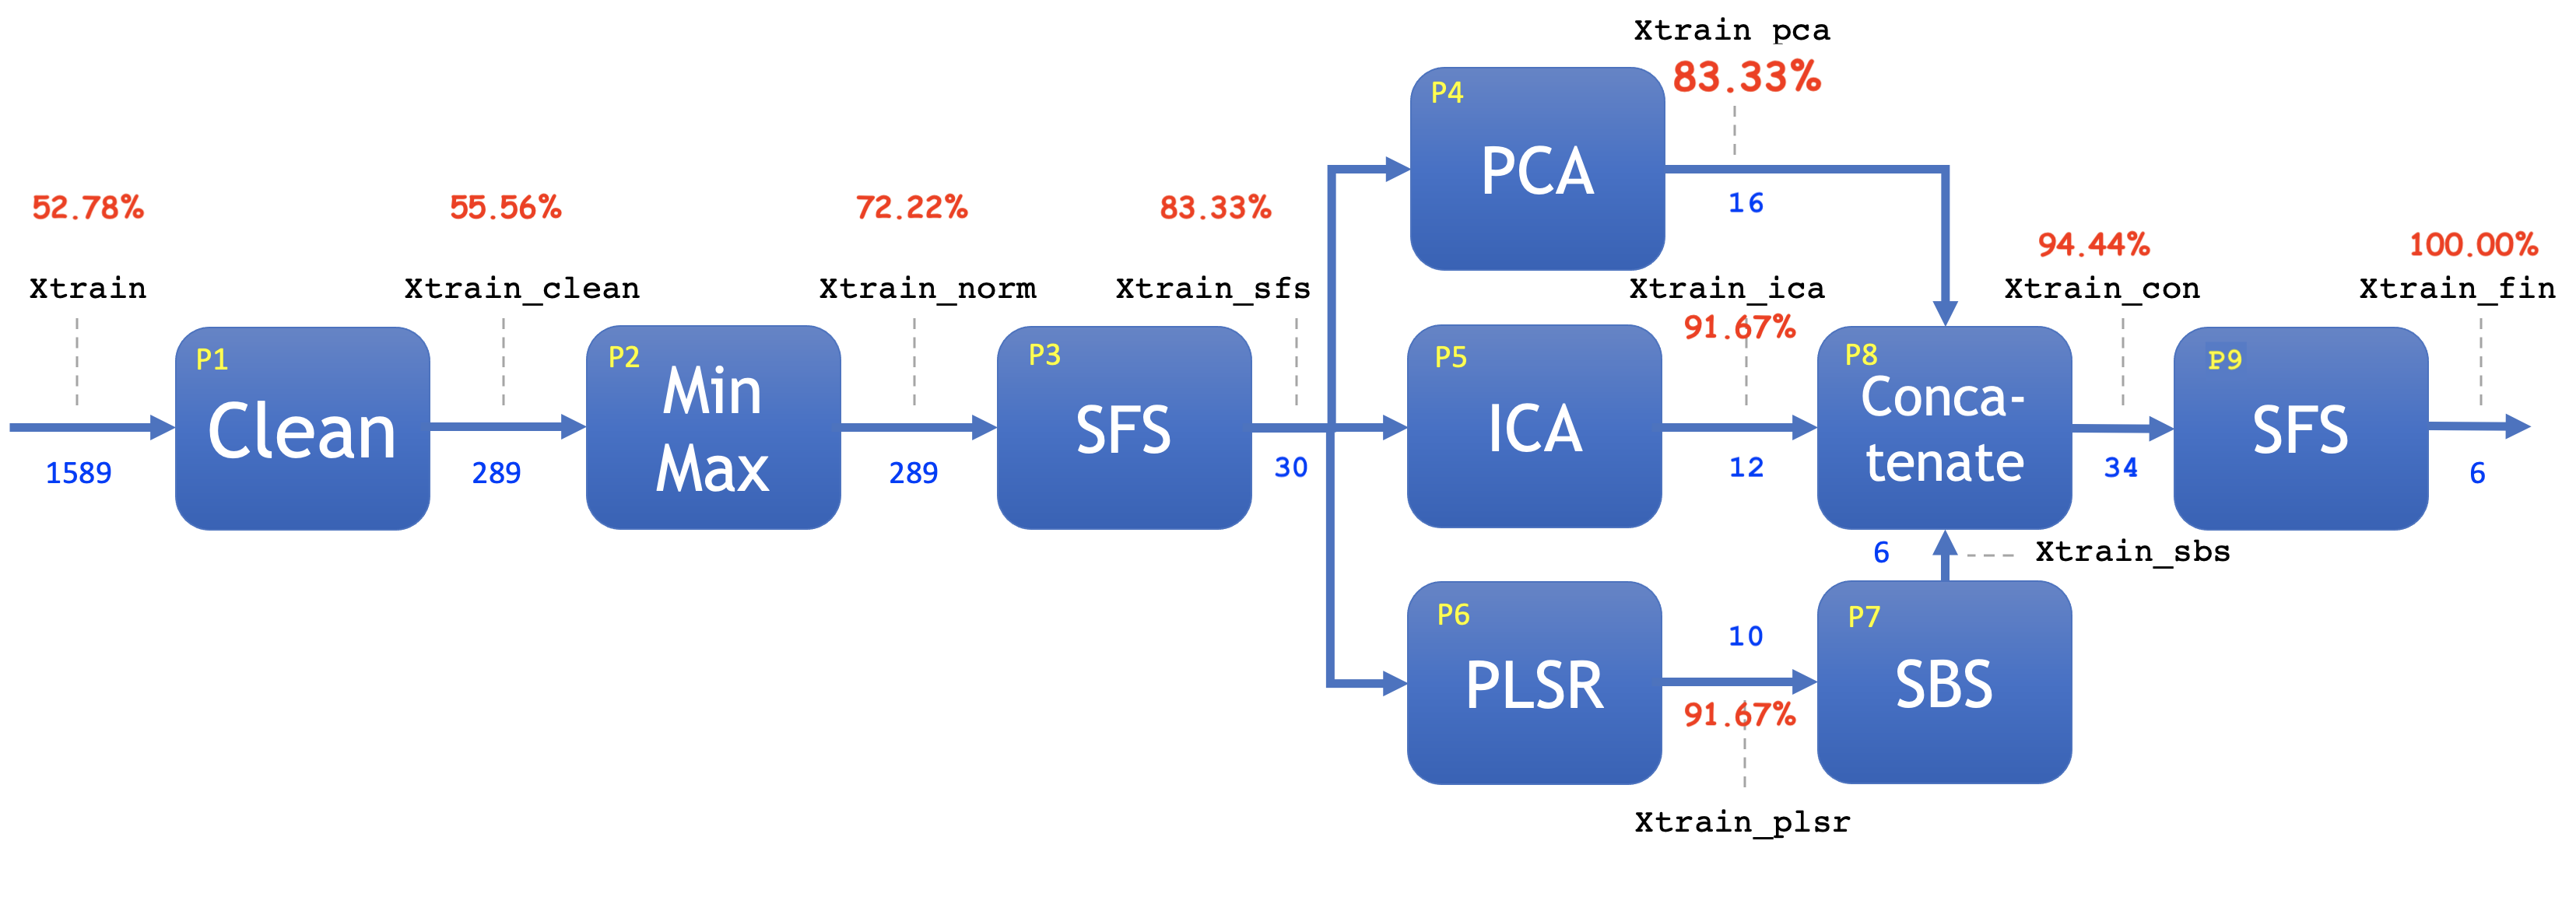 Xtrain pca
83.33%
P4
PCA
16
52.78%
55.56%
72.22%
83.33%
94.44%
100.00%
Xtrain
Xtrain_clean
Xtrain_norm
Xtrain_sfs
Xtrain_ica
Xtrain_con
Xtrain_fin
91.67%
P1
Clean
P2
Min
Max
P3
SFS
P5
ICA
P8
Conca-
tenate
P9
SFS
1589
289
289
30
12
34
6
6
Xtrain_sbs
P6
PLSR
10
91.67%
P7
SBS
Xtrain_plsr